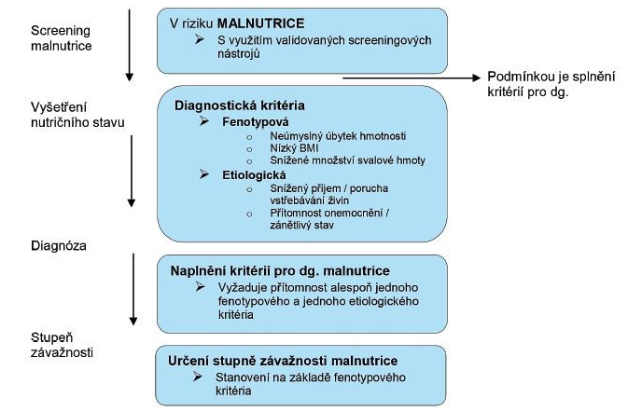 Screening
malnutrice
V riziku MALNUTRICE
S využitím validovaných screeningových
nástrojů
Podmínkou je splnění
kritérií pro dg.
Vyšetření
nutričního stavu
Diagnostická kritéria
Fenotypová
Neúmyslný úbytek hmotnosti
Nízký BMI
Snížené množství svalové hmoty
Etiologická
Snížený příjem / porucha
vstřebávání živin
Přítomnost onemocnění /
zánětlivý stav
Diagnóza
Naplnění kritérií pro dg. malnutrice
Vyžaduje přítomnost alespoň jednoho
fenotypového a jednoho etiologického
kritéria
Stupeň
závažnosti
Určení stupně závažnosti malnutrice
Stanovení na základě fenotypového
kritéria